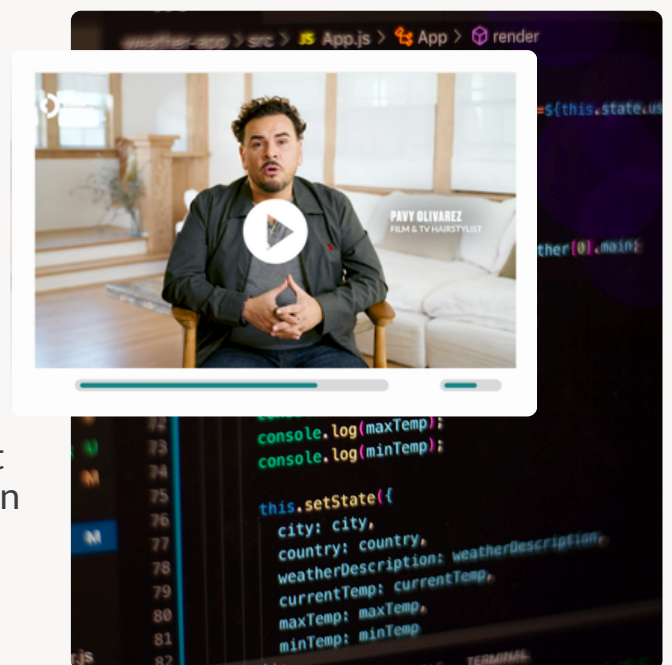 weather-app > src > JS App.js > App > render
=${this.state.us
PAVY OLIVAREZ
FILM & TV HAIRSTYLIST
ther[0].main;
72
console.log(maxTemp);
73
console.log(minTemp);
74
75
this.setState({
76
city: city,
77
country: country,
78
weatherDescription: weatherDescription,
79
currentTemp: currentTemp,
80
maxTemp: maxTemp,
81
minTemp: minTemp
82
U
M
M
.js
TERMINAL
t
n